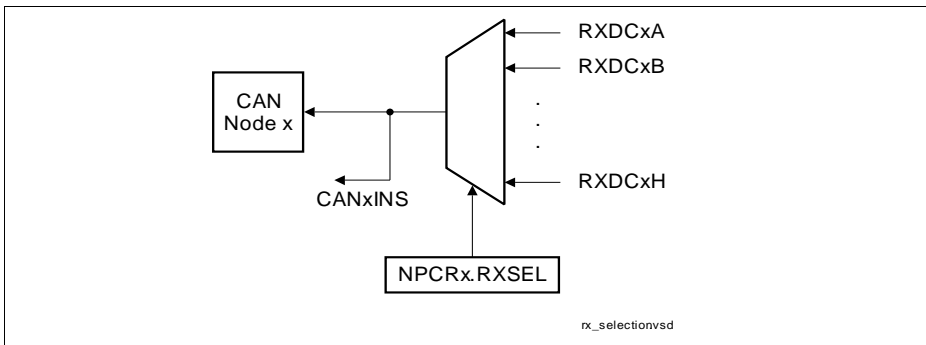 RXDCxA
RXDCxB
CAN
Node x
.
.
.
RXDCxH
CANxINS
NPCRx.RXSEL
rx_selectionvsd